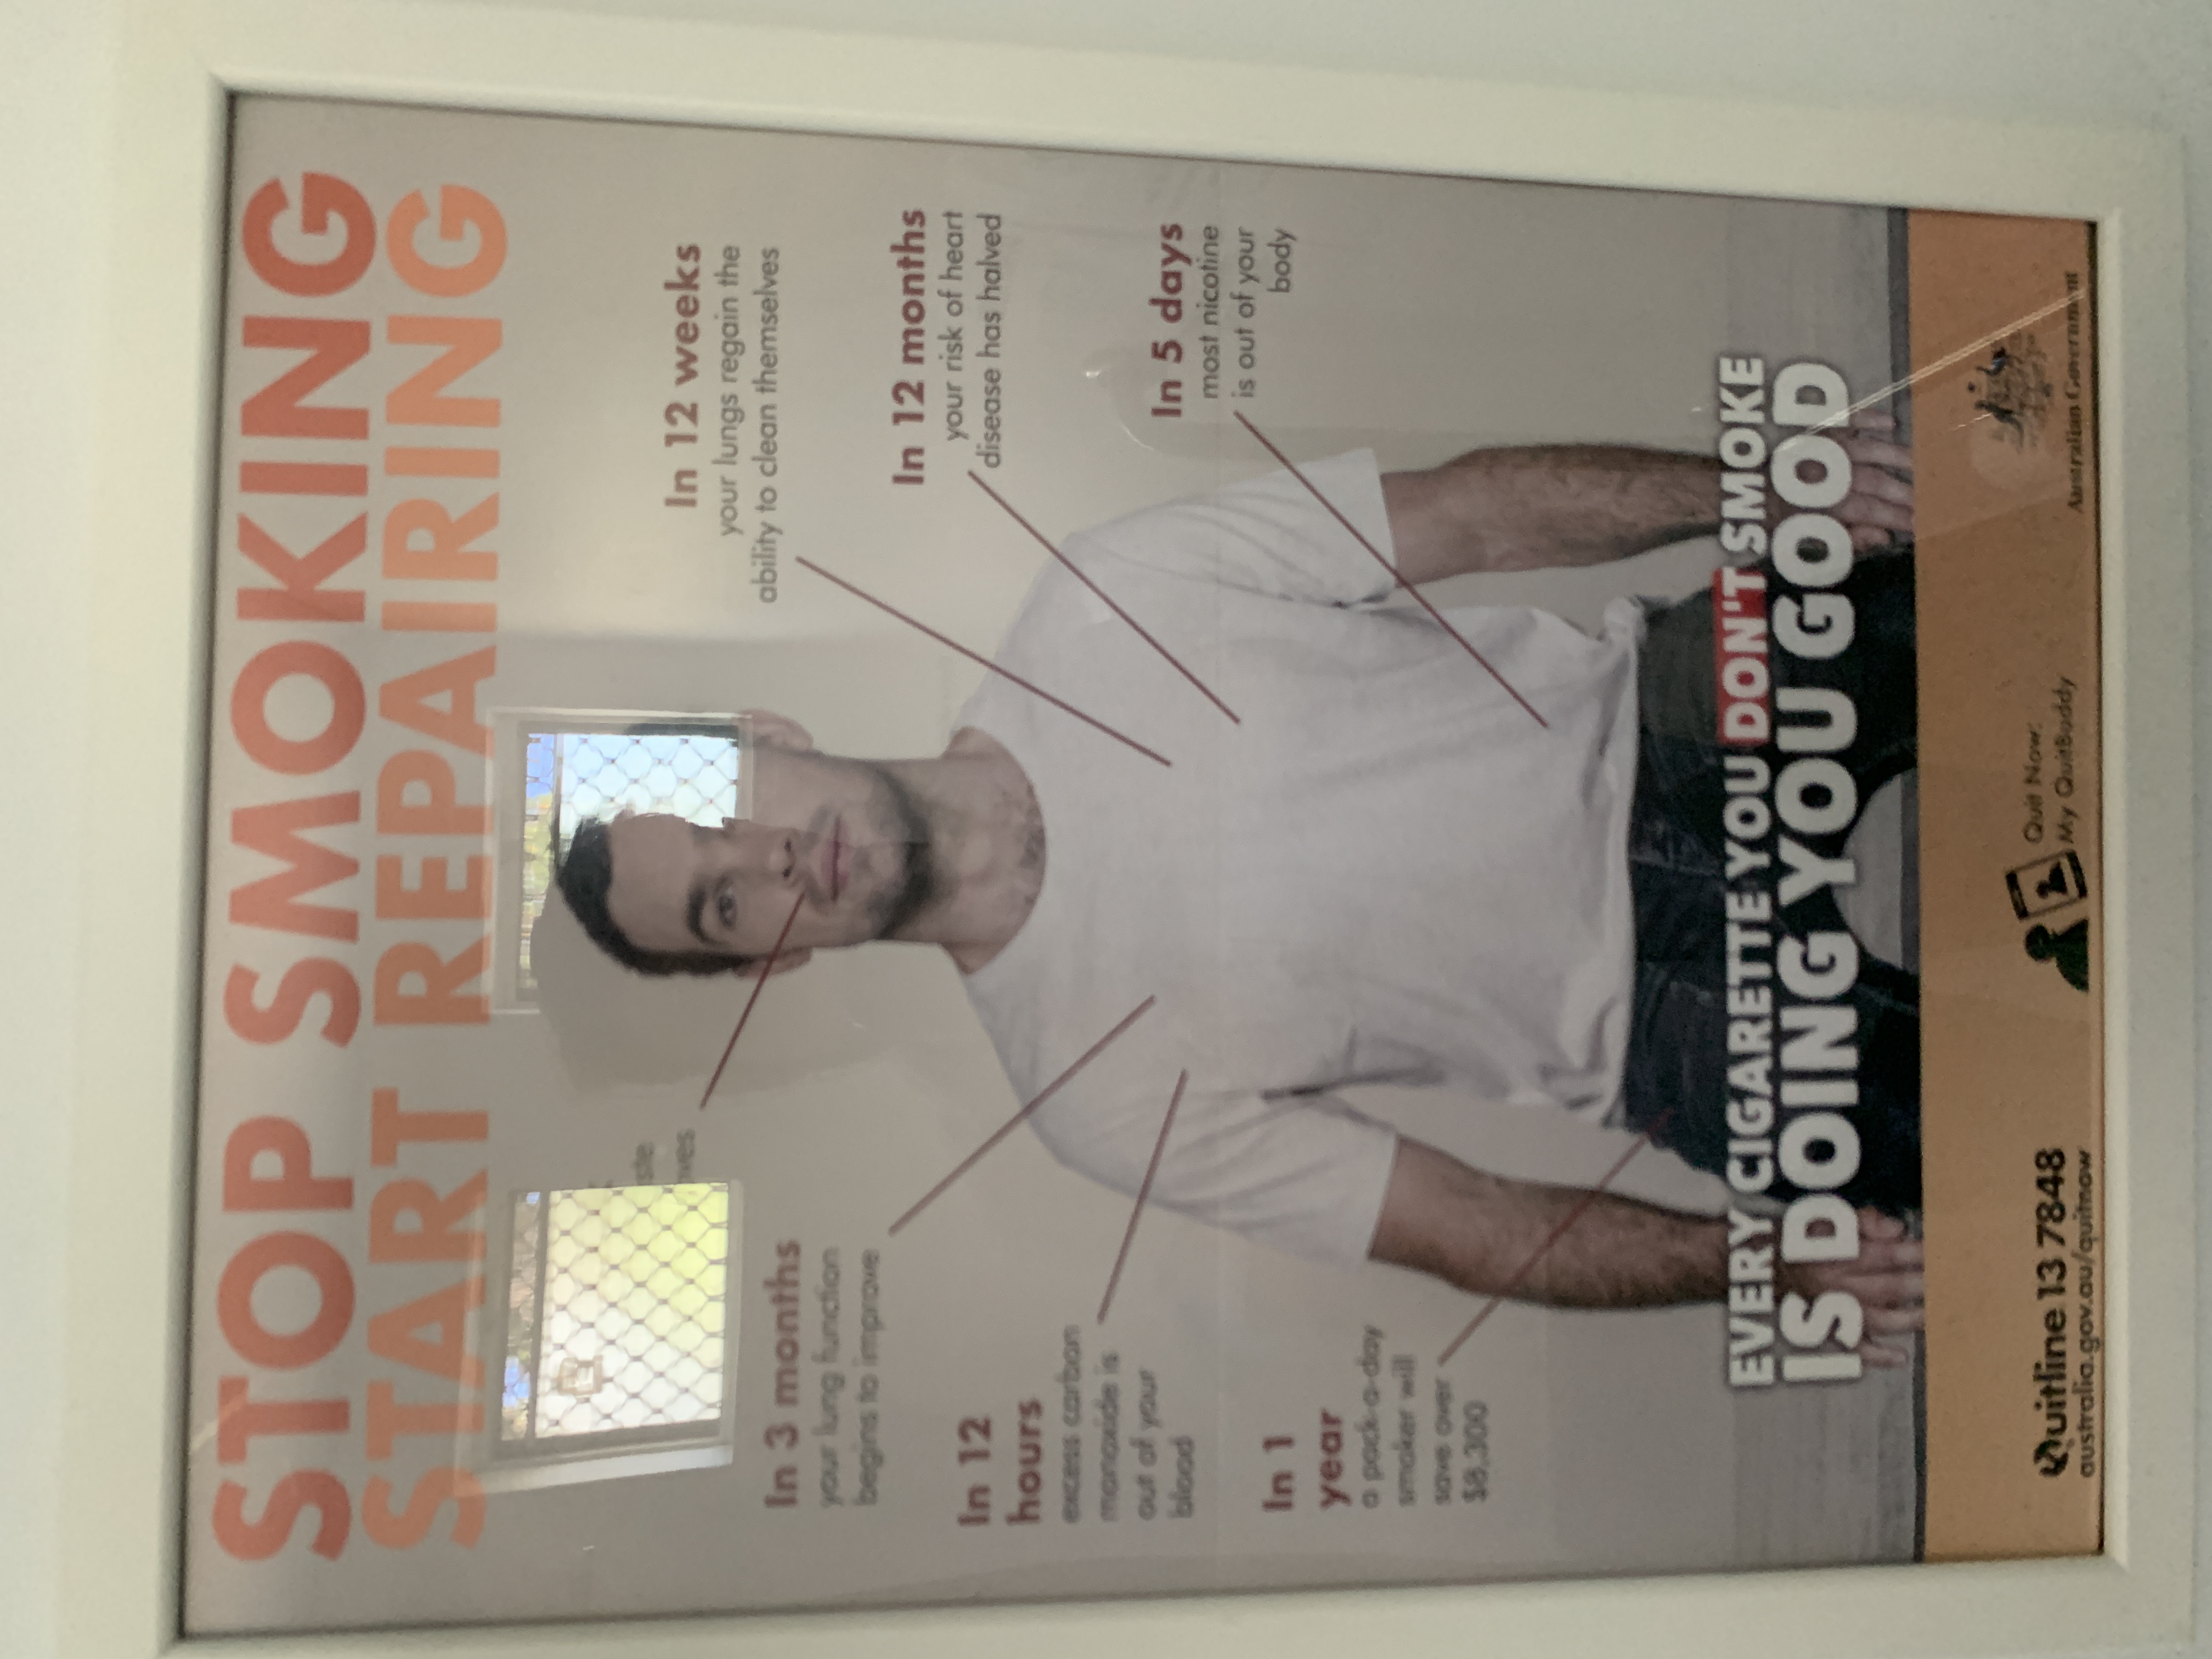 STOP SMOKING
START REPAIRING
In 12 weeks
your lungs regain the
ability to clean themselves
In 3 months
your lung function
begins to improve
In 12 months
your risk of heart
disease has halved
In 12
hours
excess carbon
monoxide is
out of your
blood
In 5 days
most nicotine
is out of your
body
In 1
year
a pack-a-day
smoker will
save over
$8,300
EVERY CIGARETTE YOU DON'T SMOKE
IS DOING YOU GOOD
Quitline 13 7848
australia.gov.au/quitnow
Quit Now:
My QuitBuddy
Australian Government